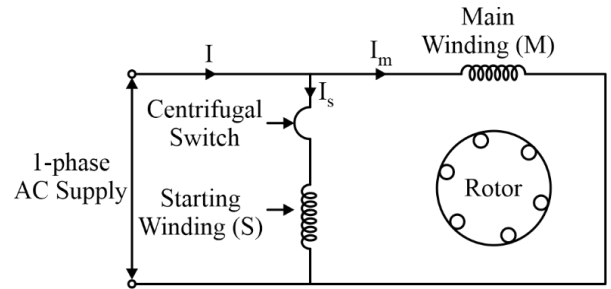 Main
Winding (M)
I
I_m
I_s
Centrifugal
Switch
1-phase
AC Supply
Starting
Winding (S)
Rotor